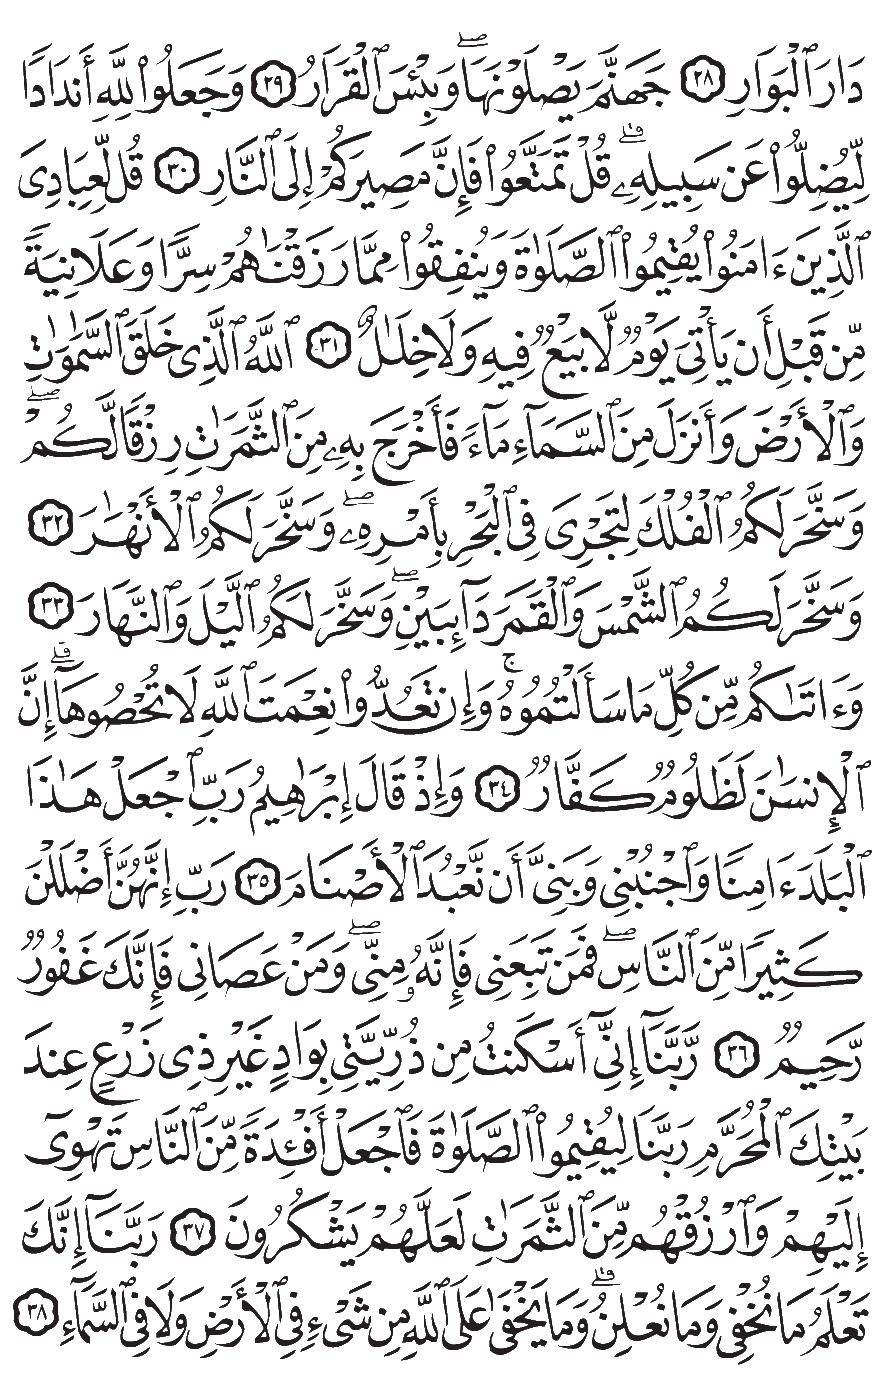 دَارَ ٱلۡبَوَارِ ٢٨ جَهَنَّمَ يَصۡلَوۡنَهَاۖ وَبِئۡسَ ٱلۡقَرَارُ ٢٩ وَجَعَلُواْ لِلَّهِ أَندَادٗا
لِّيُضِلُّواْ عَن سَبِيلِهِۦۗ قُلۡ تَمَتَّعُواْ فَإِنَّ مَصِيرَكُمۡ إِلَى ٱلنَّارِ ٣٠ قُل لِّعِبَادِيَ
ٱلَّذِينَ ءَامَنُواْ يُقِيمُواْ ٱلصَّلَوٰةَ وَيُنفِقُواْ مِمَّا رَزَقۡنَٰهُمۡ سِرّٗا وَعَلَانِيَةٗ
مِّن قَبۡلِ أَن يَأۡتِيَ يَوۡمٞ لَّا بَيۡعٞ فِيهِ وَلَا خِلَٰلٌ ٣١ ٱللَّهُ ٱلَّذِي خَلَقَ ٱلسَّمَٰوَٰتِ
وَٱلۡأَرۡضَ وَأَنزَلَ مِنَ ٱلسَّمَآءِ مَآءٗ فَأَخۡرَجَ بِهِۦ مِنَ ٱلثَّمَرَٰتِ رِزۡقٗا لَّكُمۡۖ
وَسَخَّرَ لَكُمُ ٱلۡفُلۡكَ لِتَجۡرِيَ فِي ٱلۡبَحۡرِ بِأَمۡرِهِۦۖ وَسَخَّرَ لَكُمُ ٱلۡأَنۡهَٰرَ ٣٢
وَسَخَّرَ لَكُمُ ٱلشَّمۡسَ وَٱلۡقَمَرَ دَآئِبَيۡنِۖ وَسَخَّرَ لَكُمُ ٱلَّيۡلَ وَٱلنَّهَارَ ٣٣
وَءَاتَىٰكُم مِّن كُلِّ مَا سَأَلۡتُمُوهُۚ وَإِن تَعُدُّواْ نِعۡمَتَ ٱللَّهِ لَا تُحۡصُوهَآۗ إِنَّ
ٱلۡإِنسَٰنَ لَظَلُومٞ كَفَّارٞ ٣٤ وَإِذۡ قَالَ إِبۡرَٰهِيمُ رَبِّ ٱجۡعَلۡ هَٰذَا
ٱلۡبَلَدَ ءَامِنٗا وَٱجۡنُبۡنِي وَبَنِيَّ أَن نَّعۡبُدَ ٱلۡأَصۡنَامَ ٣٥ رَبِّ إِنَّهُنَّ أَضۡلَلۡنَ
كَثِيرٗا مِّنَ ٱلنَّاسِۖ فَمَن تَبِعَنِي فَإِنَّهُۥ مِنِّيۖ وَمَنۡ عَصَانِي فَإِنَّكَ غَفُورٞ
رَّحِيمٞ ٣٦ رَّبَّنَآ إِنِّيٓ أَسۡكَنتُ مِن ذُرِّيَّتِي بِوَادٍ غَيۡرِ ذِي زَرۡعٍ عِندَ
بَيۡتِكَ ٱلۡمُحَرَّمِ رَبَّنَا لِيُقِيمُواْ ٱلصَّلَوٰةَ فَٱجۡعَلۡ أَفۡـِٔدَةٗ مِّنَ ٱلنَّاسِ تَهۡوِيٓ
إِلَيۡهِمۡ وَٱرۡزُقۡهُم مِّنَ ٱلثَّمَرَٰتِ لَعَلَّهُمۡ يَشۡكُرُونَ ٣٧ رَبَّنَآ إِنَّكَ
تَعۡلَمُ مَا نُخۡفِي وَمَا نُعۡلِنُۗ وَمَا يَخۡفَىٰ عَلَى ٱللَّهِ مِن شَيۡءٖ فِي ٱلۡأَرۡضِ وَلَا فِي ٱلسَّمَآءِ ٣٨